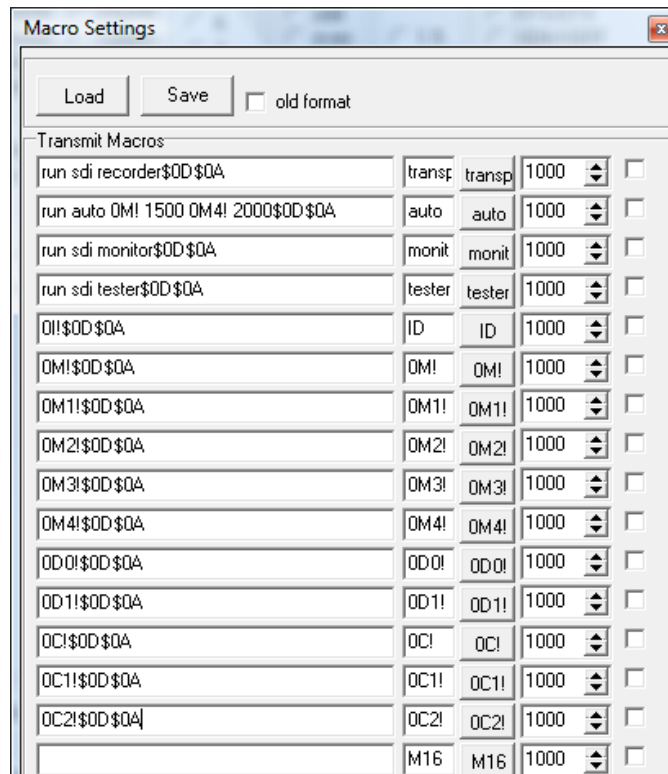 Macro Settings
Load Save old format
Transmit Macros
run sdi recorder$0D$0A transp transp 1000
run auto 0M! 1500 0M4! 2000$0D$0A auto auto 1000
run sdi monitor$0D$0A monit monit 1000
run sdi tester$0D$0A tester tester 1000
0I!$0D$0A ID ID 1000
0M!$0D$0A 0M! 0M! 1000
0M1!$0D$0A 0M1! 0M1! 1000
0M2!$0D$0A 0M2! 0M2! 1000
0M3!$0D$0A 0M3! 0M3! 1000
0M4!$0D$0A 0M4! 0M4! 1000
0D0!$0D$0A 0D0! 0D0! 1000
0D1!$0D$0A 0D1! 0D1! 1000
0C!$0D$0A 0C! 0C! 1000
0C1!$0D$0A 0C1! 0C1! 1000
0C2!$0D$0A 0C2! 0C2! 1000
M16 M16 1000